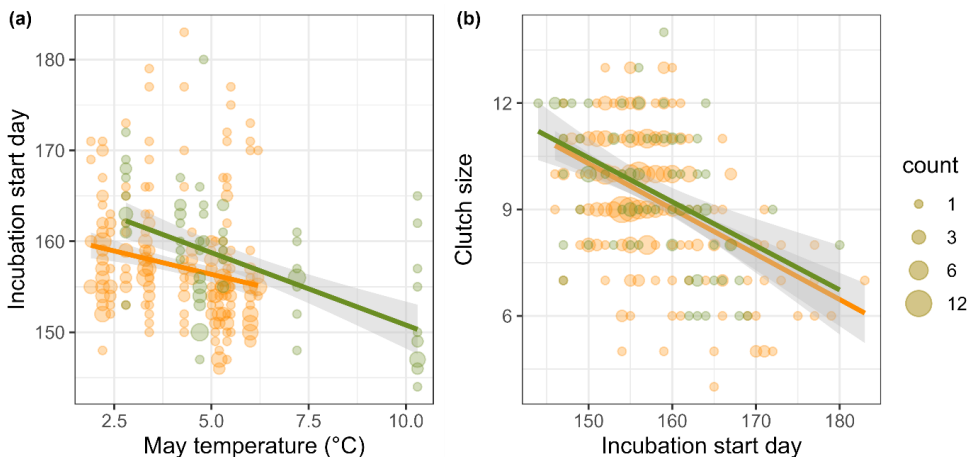 (a)
Incubation start day
180
170
160
150
2.5
5.0
7.5
10.0
May temperature (°C)
(b)
Clutch size
12
9
6
150
160
170
180
Incubation start day
count
1
3
6
12